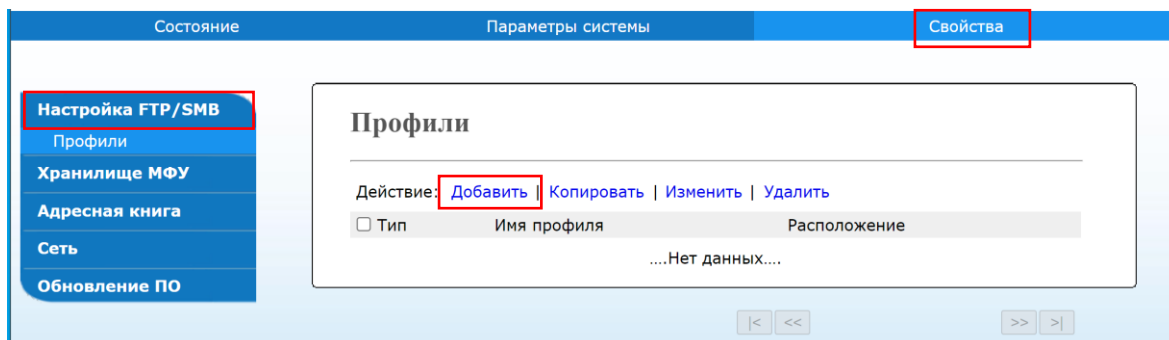 Состояние Параметры системы Свойства
Настройка FTP/SMB
Профили
Хранилище МФУ
Адресная книга
Сеть
Обновление ПО
Профили
Действие: Добавить | Копировать | Изменить | Удалить
Тип Имя профиля Расположение
....Нет данных....
|< << >> >|